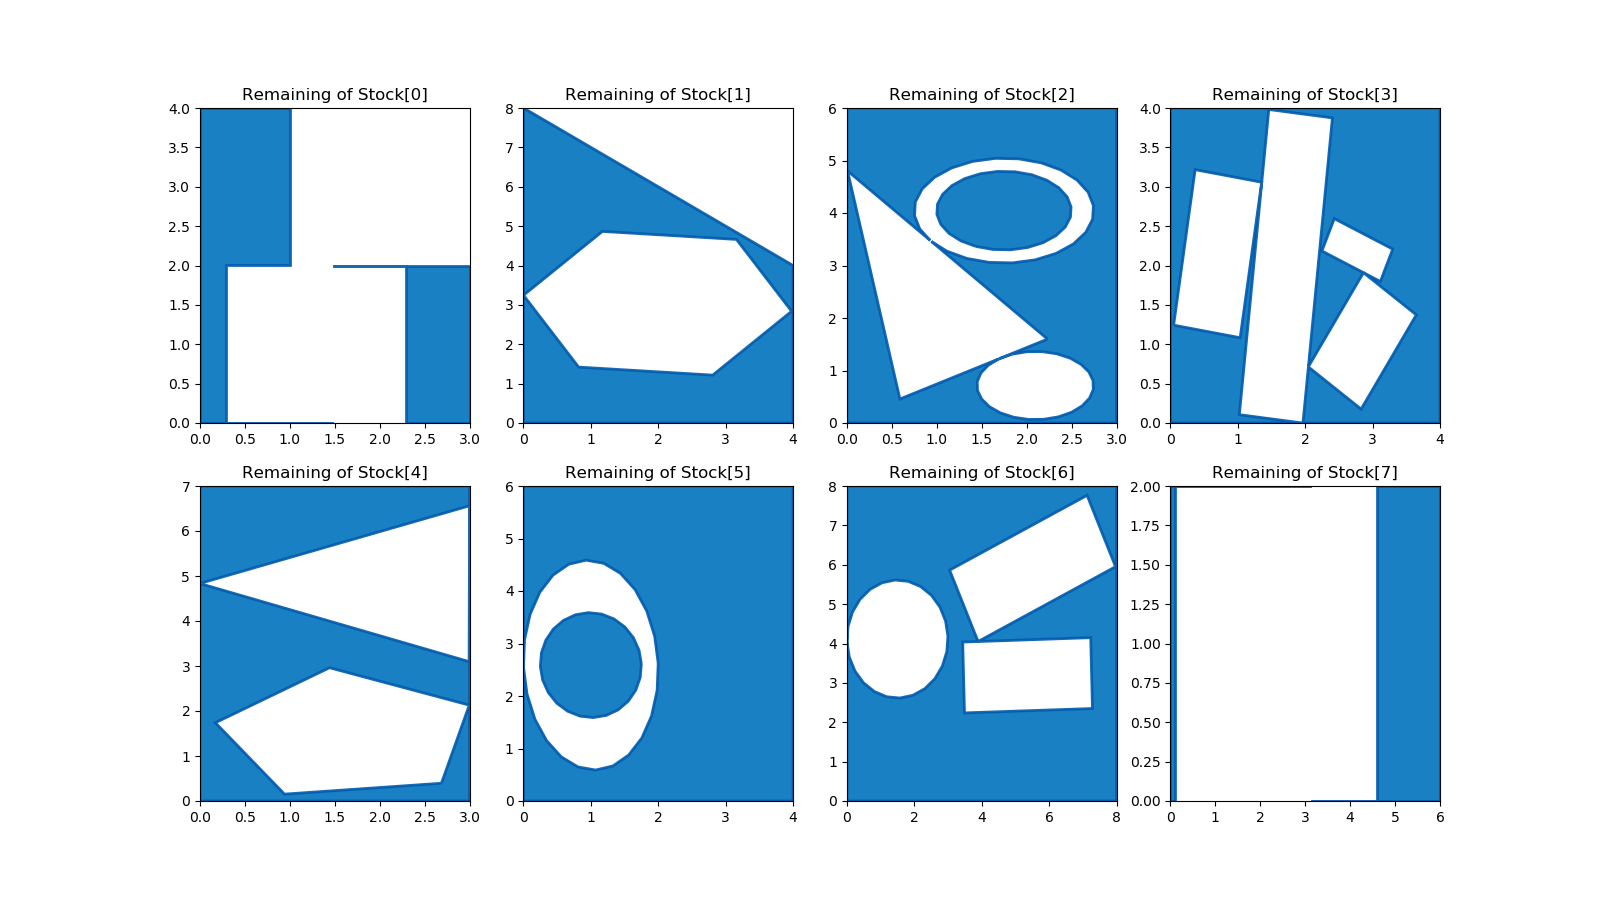 Remaining of Stock[0] Remaining of Stock[1] Remaining of Stock[2] Remaining of Stock[3]
4.0 3.5 3.0 2.5 2.0 1.5 1.0 0.5 0.0
0.0 0.5 1.0 1.5 2.0 2.5 3.0
8 7 6 5 4 3 2 1 0
0 1 2 3 4
6 5 4 3 2 1 0
0.0 0.5 1.0 1.5 2.0 2.5 3.0
4.0 3.5 3.0 2.5 2.0 1.5 1.0 0.5 0.0
0 1 2 3 4
Remaining of Stock[4] Remaining of Stock[5] Remaining of Stock[6] Remaining of Stock[7]
7 6 5 4 3 2 1 0
0.0 0.5 1.0 1.5 2.0 2.5 3.0
6 5 4 3 2 1 0
0 1 2 3 4
8 7 6 5 4 3 2 1 0
0 2 4 6 8
2.00 1.75 1.50 1.25 1.00 0.75 0.50 0.25 0.00
0 1 2 3 4 5 6